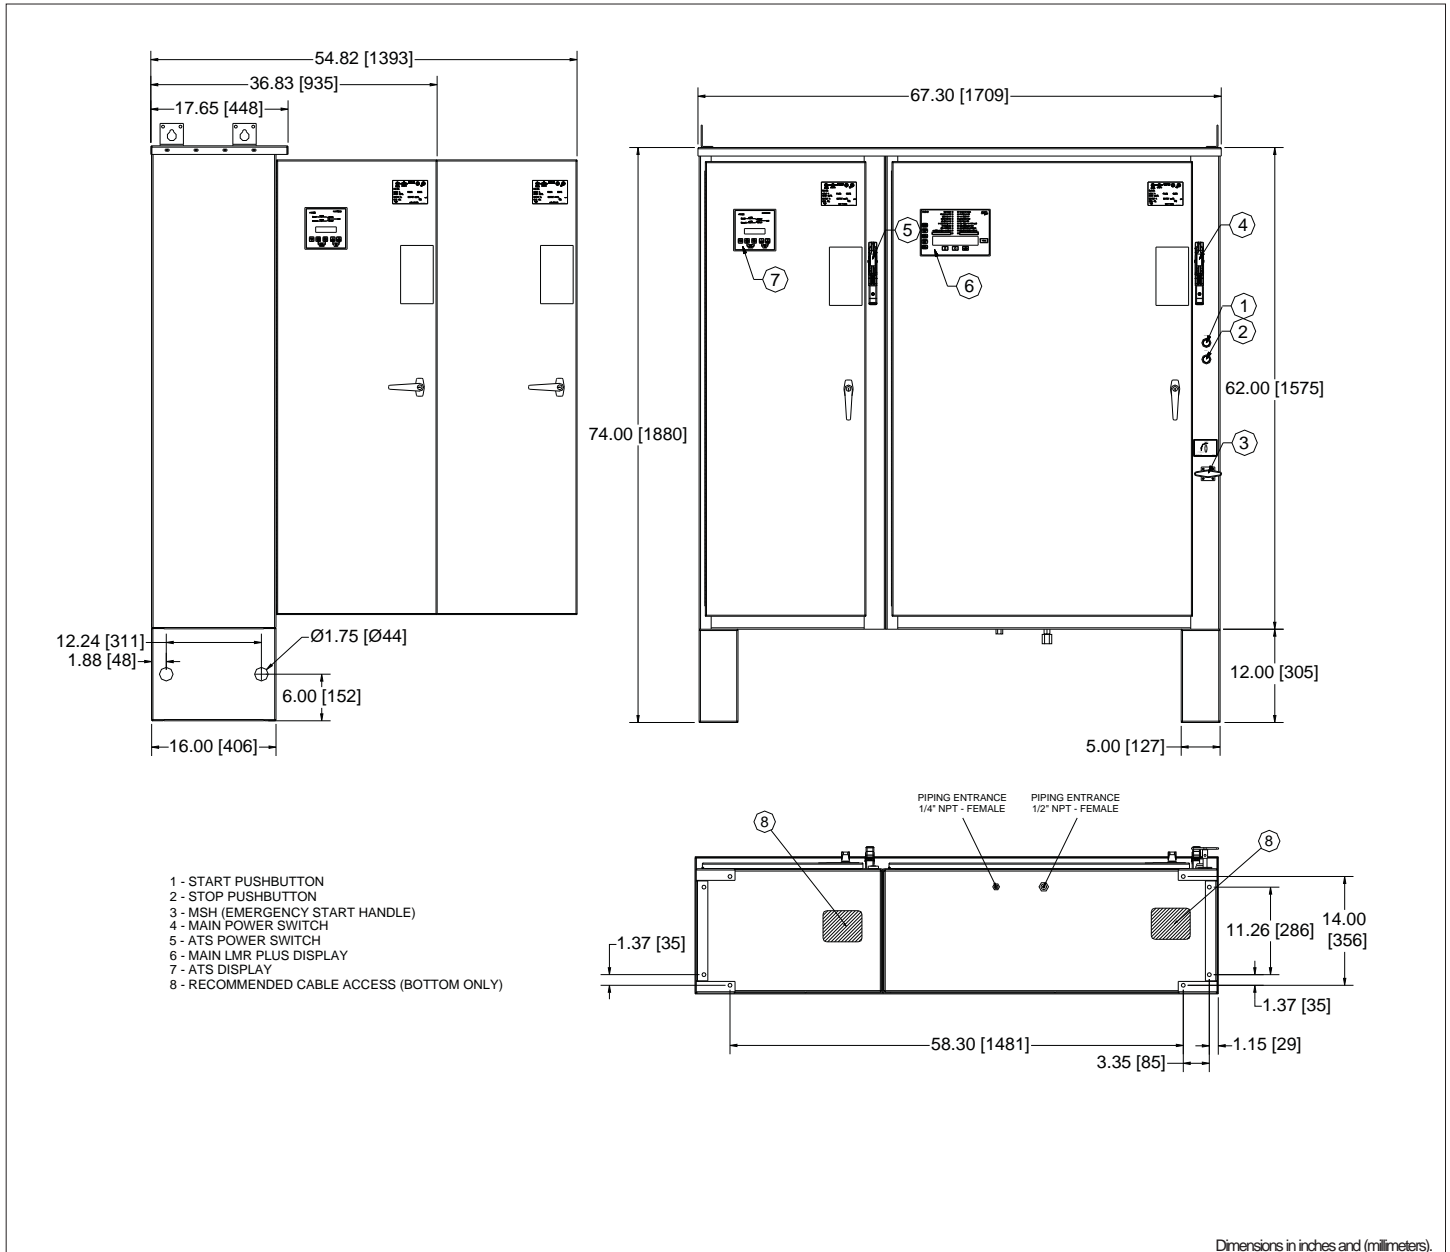 54.82 [1393]
36.83 [935]
17.65 [448]
67.30 [1709]
5
4
7
6
1
2
62.00 [1575]
74.00 [1880]
3
12.24 [311]
Ø1.75 [Ø44]
1.88 [48]
6.00 [152]
12.00 [305]
16.00 [406]
5.00 [127]
PIPING ENTRANCE
1/4" NPT - FEMALE
PIPING ENTRANCE
1/2" NPT - FEMALE
8
8
1 - START PUSHBUTTON
2 - STOP PUSHBUTTON
3 - MSH (EMERGENCY START HANDLE)
4 - MAIN POWER SWITCH
5 - ATS POWER SWITCH
6 - MAIN LMR PLUS DISPLAY
7 - ATS DISPLAY
8 - RECOMMENDED CABLE ACCESS (BOTTOM ONLY)
1.37 [35]
11.26 [286]
14.00
[356]
1.37 [35]
58.30 [1481]
1.15 [29]
3.35 [85]
Dimensions in inches and (millimeters).